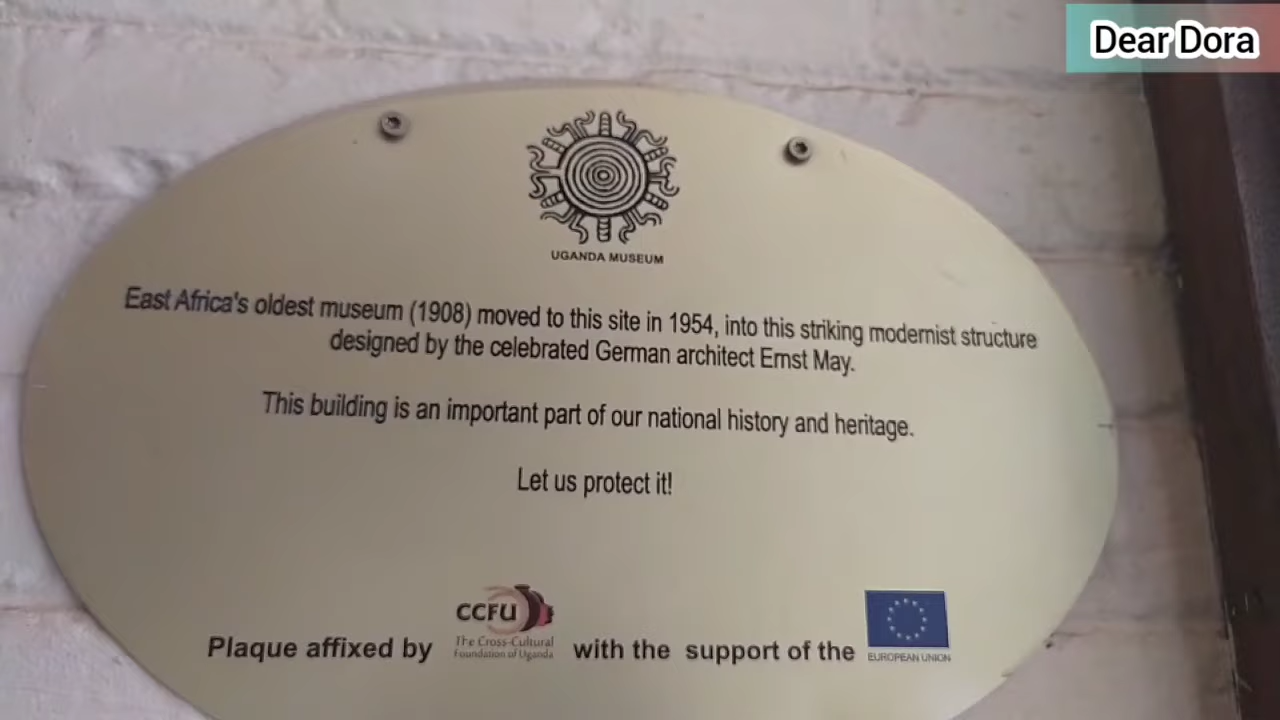 Dear Dora
UGANDA MUSEUM
East Africa's oldest museum (1908) moved to this site in 1954, into this striking modernist structure
designed by the celebrated German architect Ernst May.
This building is an important part of our national history and heritage.
Let us protect it!
Plaque affixed by CCFU The Cross-Cultural Foundation of Uganda with the support of the EUROPEAN UNION